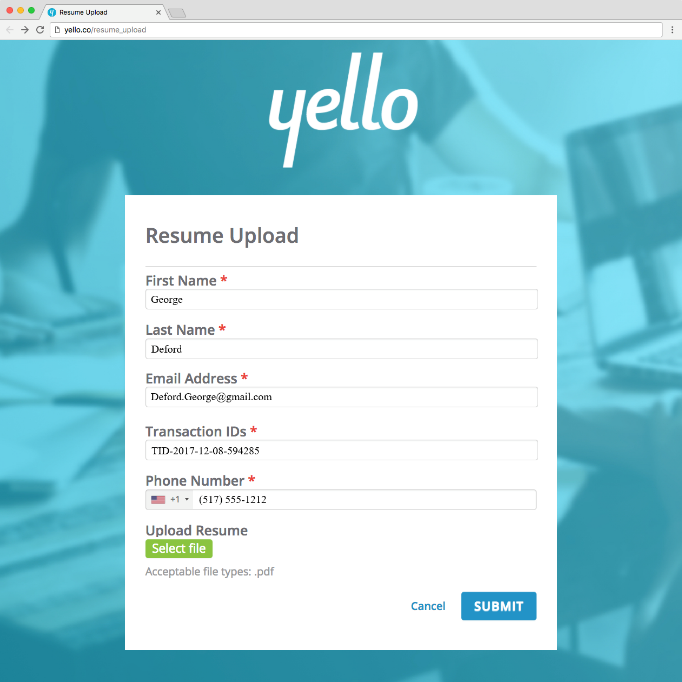 Resume Upload
yello.co/resume_upload
yello
Resume Upload
First Name *
George
Last Name *
Deford
Email Address *
Deford.George@gmail.com
Transaction IDs *
TID-2017-12-08-594285
Phone Number *
+1 (517) 555-1212
Upload Resume
Select file
Acceptable file types: .pdf
Cancel SUBMIT